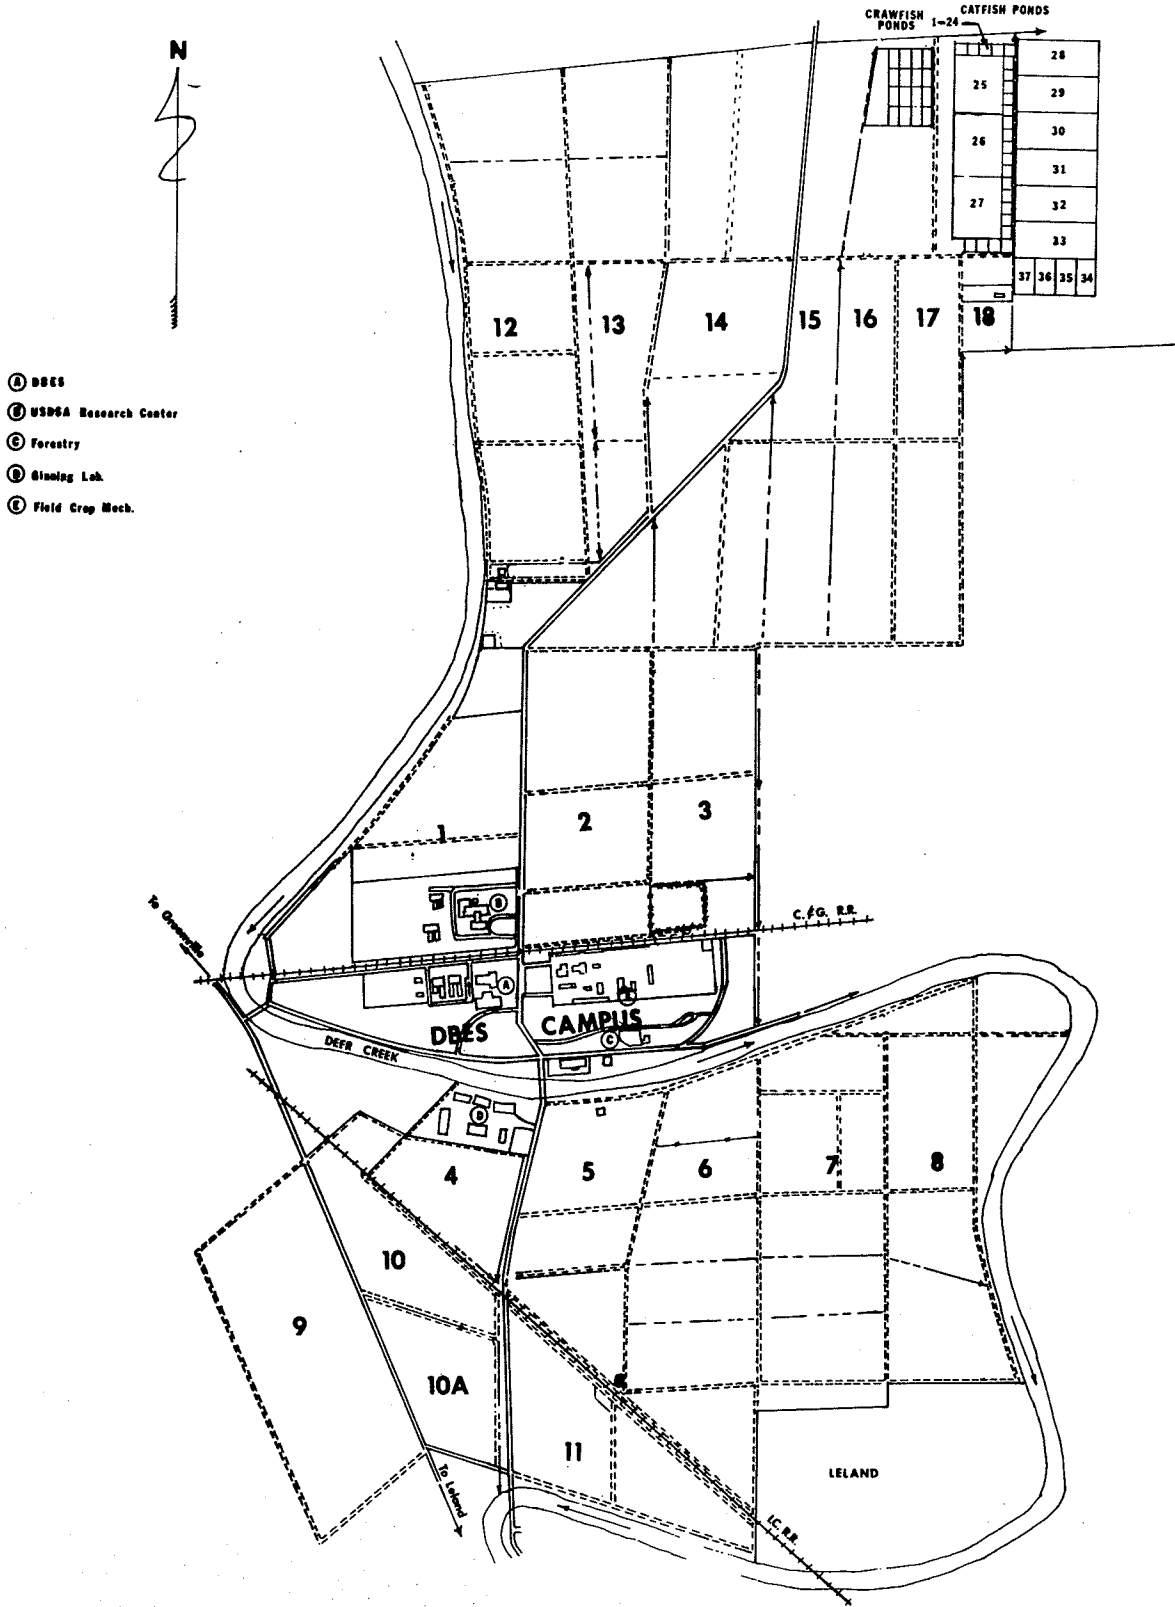 CRAWFISH CATFISH PONDS
PONDS 1-24
N
25 28
29
26 30
31
27 32
33
37 36 35 34
12 13 14 15 16 17 18
A DBES
B USDSA Research Center
C Forestry
D Ginning Lab.
E Field Crop Mech.
1 2 3
To Greenville
B
C. & G. R.R.
A
E
DBES CAMPUS
C
DEER CREEK
D
4 5 6 7 8
10
9
10A
11
LELAND
To Leland
I.C. R.R.